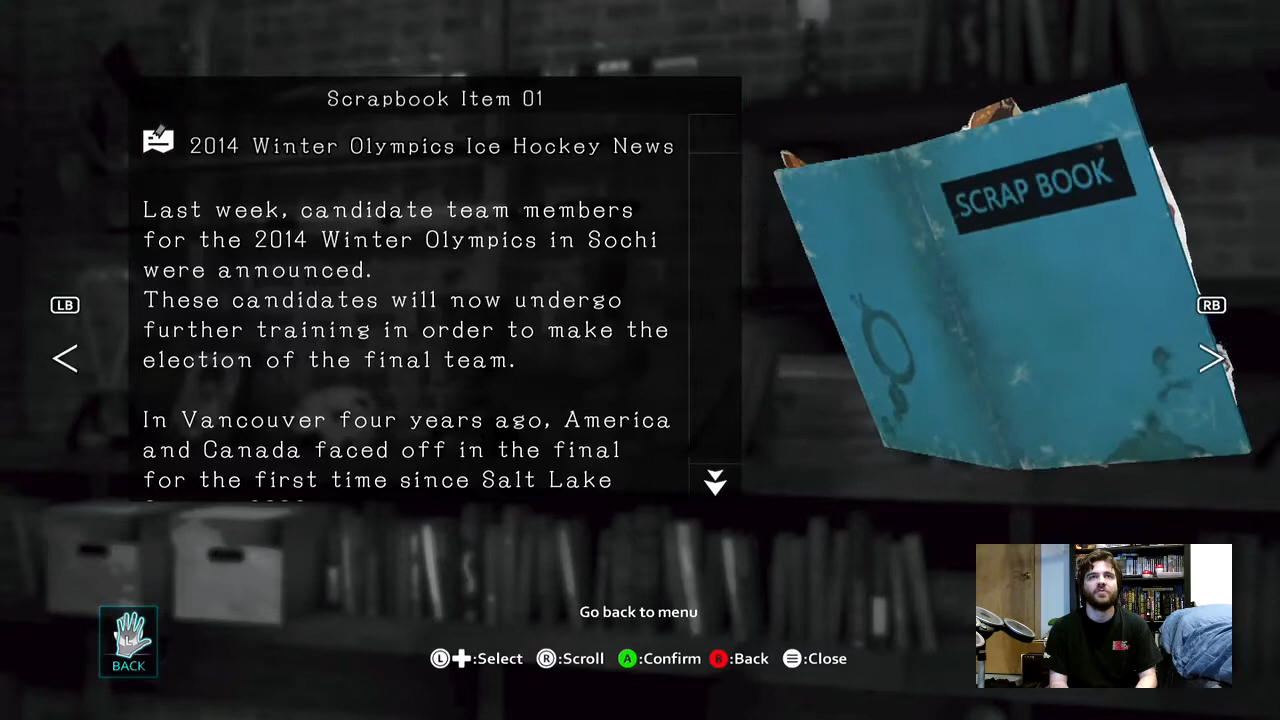 Scrapbook Item 01
2014 Winter Olympics Ice Hockey News
Last week, candidate team members
for the 2014 Winter Olympics in Sochi
were announced.
These candidates will now undergo
further training in order to make the
election of the final team.
In Vancouver four years ago, America
and Canada faced off in the final
for the first time since Salt Lake
SCRAP BOOK
LB
RB
Go back to menu
L
BACK
L :Select R :Scroll A :Confirm B :Back :Close